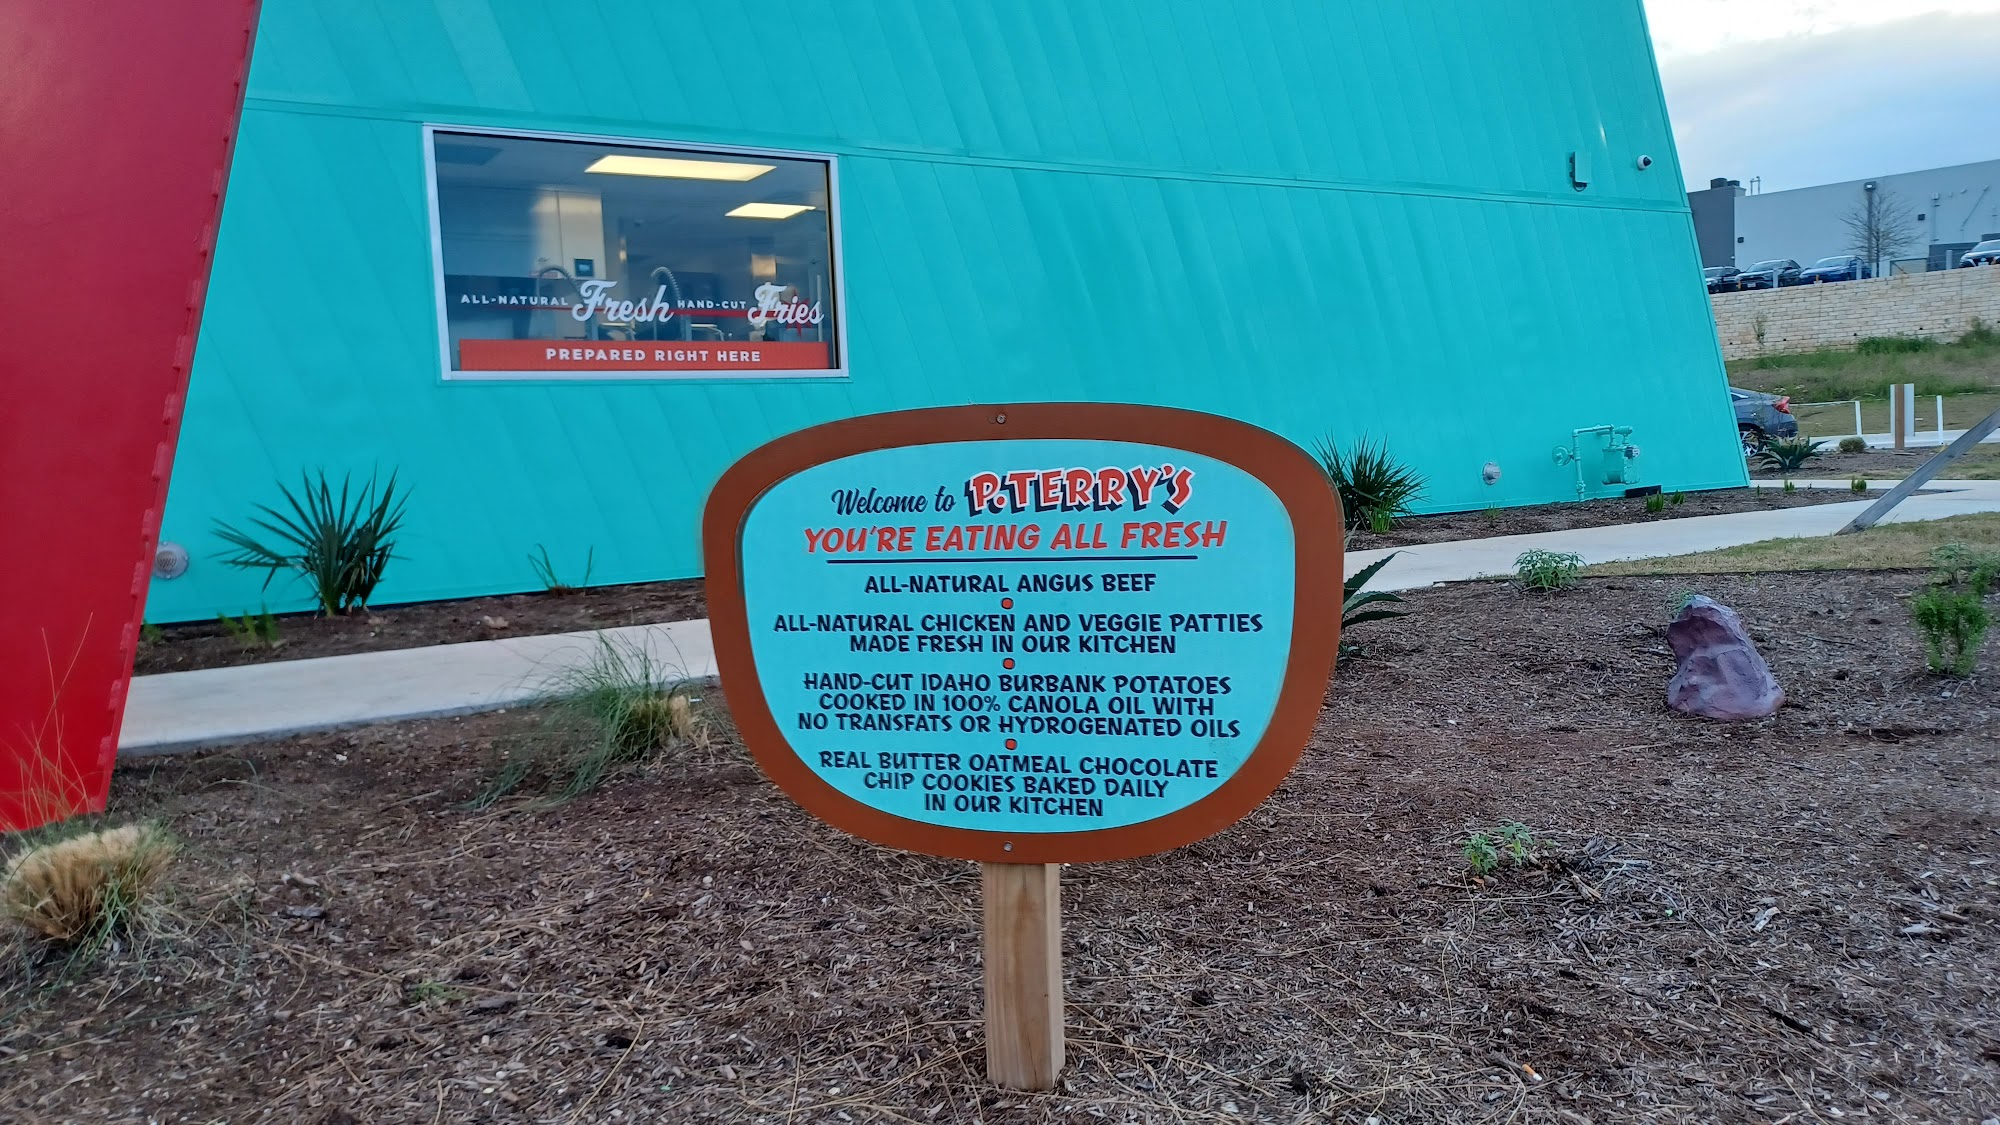 ALL-NATURAL Fresh HAND-CUT Fries
PREPARED RIGHT HERE
Welcome to P.TERRY'S
YOU'RE EATING ALL FRESH
ALL-NATURAL ANGUS BEEF
ALL-NATURAL CHICKEN AND VEGGIE PATTIES
MADE FRESH IN OUR KITCHEN
HAND-CUT IDAHO BURBANK POTATOES
COOKED IN 100% CANOLA OIL WITH
NO TRANSFATS OR HYDROGENATED OILS
REAL BUTTER OATMEAL CHOCOLATE
CHIP COOKIES BAKED DAILY
IN OUR KITCHEN